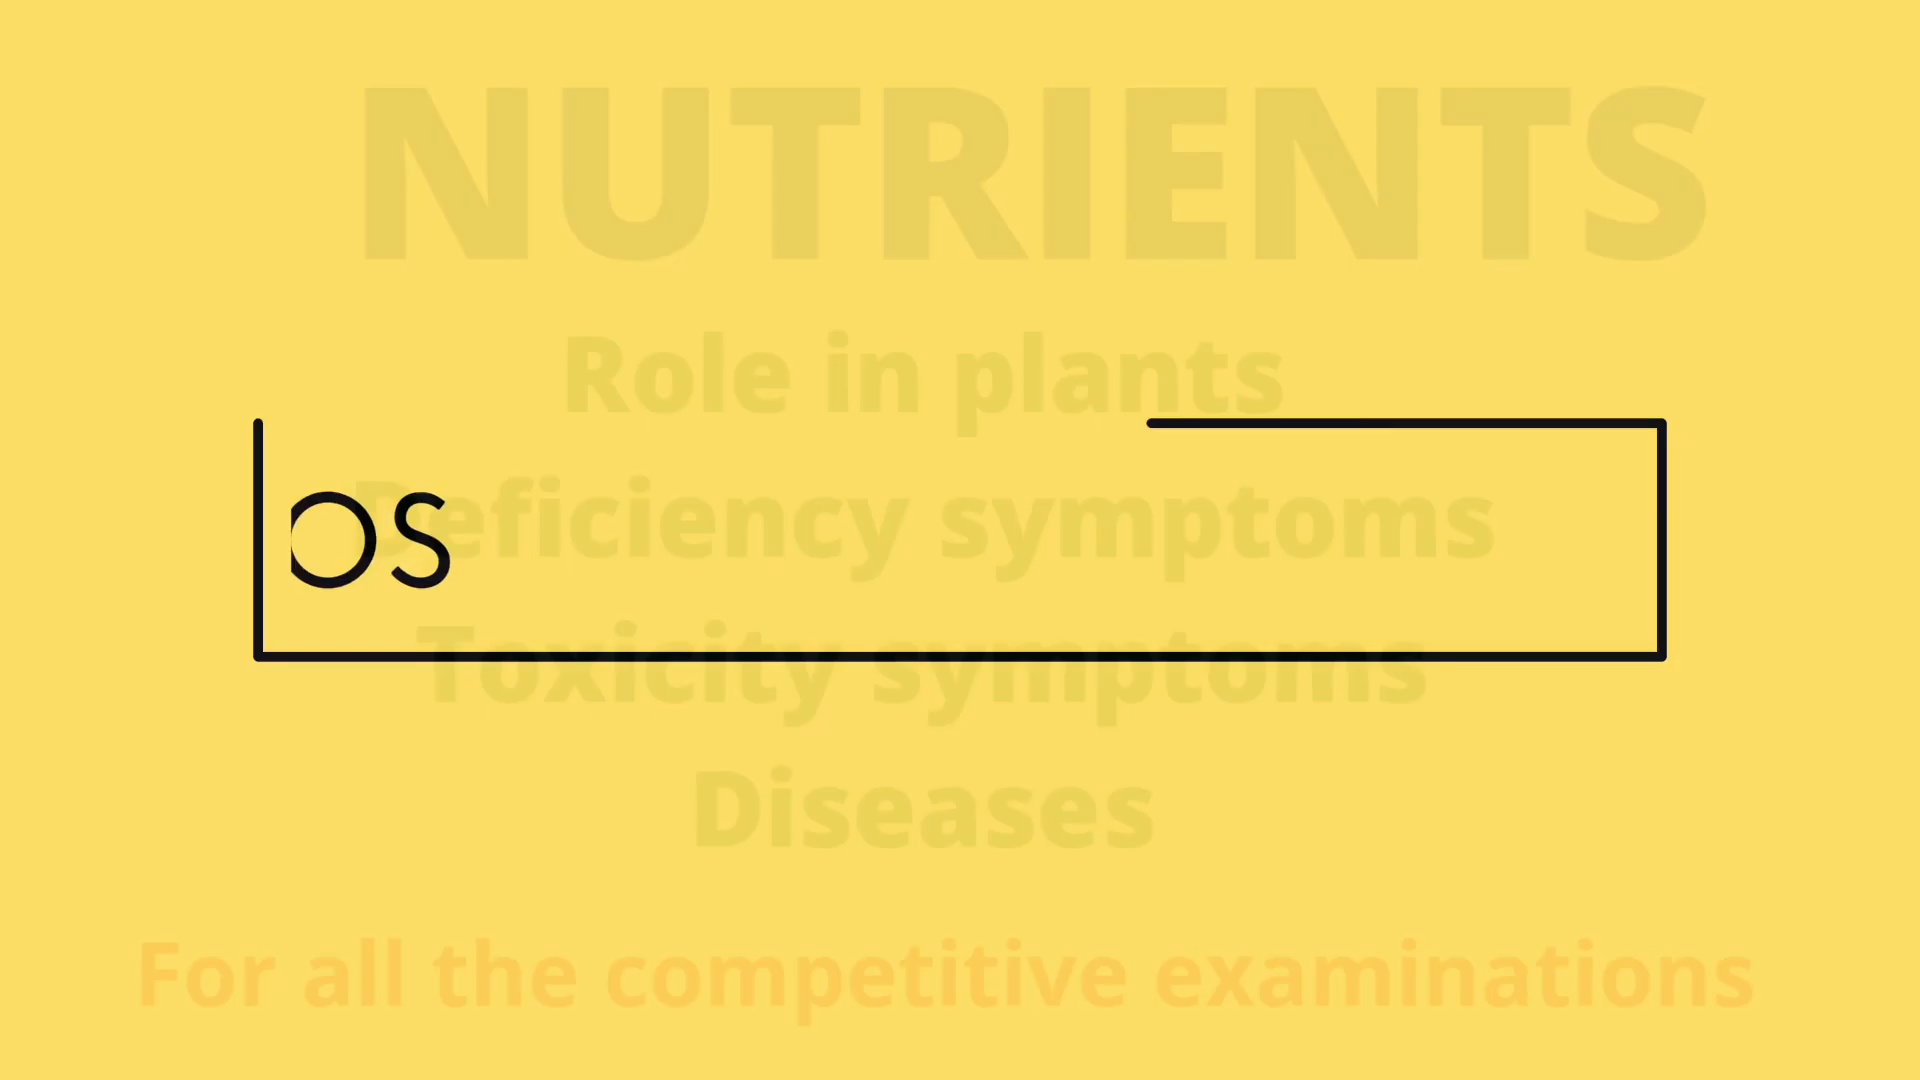 NUTRIENTS
Role in plants
Deficiency symptoms
OS
Toxicity symptoms
Diseases
For all the competitive examinations